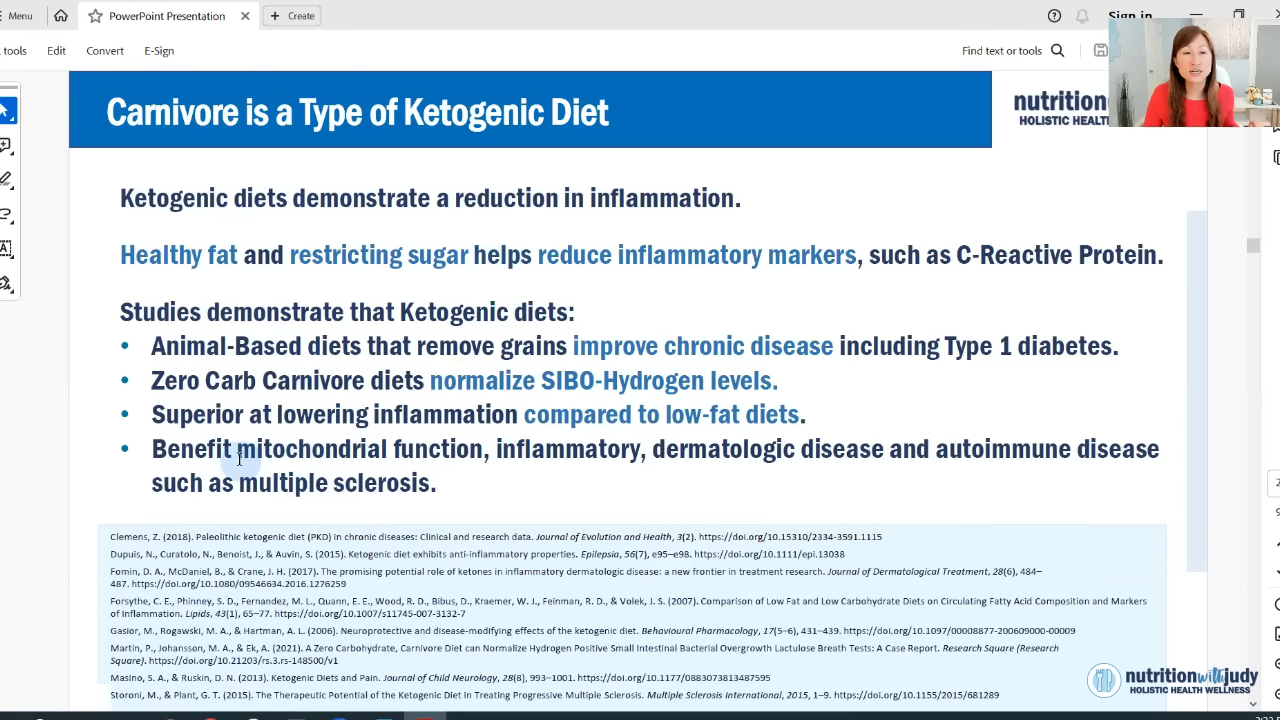 Menu
PowerPoint Presentation
Create
Sign in
tools
Edit
Convert
E-Sign
Find text or tools
Carnivore is a Type of Ketogenic Diet
nutrition
HOLISTIC HEALTH
Ketogenic diets demonstrate a reduction in inflammation.
Healthy fat and restricting sugar helps reduce inflammatory markers, such as C-Reactive Protein.
Studies demonstrate that Ketogenic diets:
• Animal-Based diets that remove grains improve chronic disease including Type 1 diabetes.
• Zero Carb Carnivore diets normalize SIBO-Hydrogen levels.
• Superior at lowering inflammation compared to low-fat diets.
• Benefit mitochondrial function, inflammatory, dermatologic disease and autoimmune disease
such as multiple sclerosis.
Clemens, Z. (2018). Paleolithic ketogenic diet (PKD) in chronic diseases: Clinical and research data. Journal of Evolution and Health, 3(2). https://doi.org/10.15310/2334-3591.1115
Dupuis, N., Curatolo, N., Benoist, J., & Auvin, S. (2015). Ketogenic diet exhibits anti-inflammatory properties. Epilepsia, 56(7), e95–e98. https://doi.org/10.1111/epi.13038
Fomin, D. A., McDaniel, B., & Crane, J. H. (2017). The promising potential role of ketones in inflammatory dermatologic disease: a new frontier in treatment research. Journal of Dermatological Treatment, 28(6), 484–
487. https://doi.org/10.1080/09546634.2016.1276259
Forsythe, C. E., Phinney, S. D., Fernandez, M. L., Quann, E. E., Wood, R. D., Bibus, D., Kraemer, W. J., Feinman, R. D., & Volek, J. S. (2007). Comparison of Low Fat and Low Carbohydrate Diets on Circulating Fatty Acid Composition and Markers
of Inflammation. Lipids, 43(1), 65–77. https://doi.org/10.1007/s11745-007-3132-7
Gasior, M., Rogawski, M. A., & Hartman, A. L. (2006). Neuroprotective and disease-modifying effects of the ketogenic diet. Behavioural Pharmacology, 17(5–6), 431–439. https://doi.org/10.1097/00008877-200609000-00009
Martin, P., Johansson, M. A., & Ek, A. (2021). A Zero Carbohydrate, Carnivore Diet can Normalize Hydrogen Positive Small Intestinal Bacterial Overgrowth Lactulose Breath Tests: A Case Report. Research Square (Research
Square). https://doi.org/10.21203/rs.3.rs-148500/v1
Masino, S. A., & Ruskin, D. N. (2013). Ketogenic Diets and Pain. Journal of Child Neurology, 28(8), 993–1001. https://doi.org/10.1177/0883073813487595
Storoni, M., & Plant, G. T. (2015). The Therapeutic Potential of the Ketogenic Diet in Treating Progressive Multiple Sclerosis. Multiple Sclerosis International, 2015, 1–9. https://doi.org/10.1155/2015/681289
nutritionwithjudy
HOLISTIC HEALTH WELLNESS